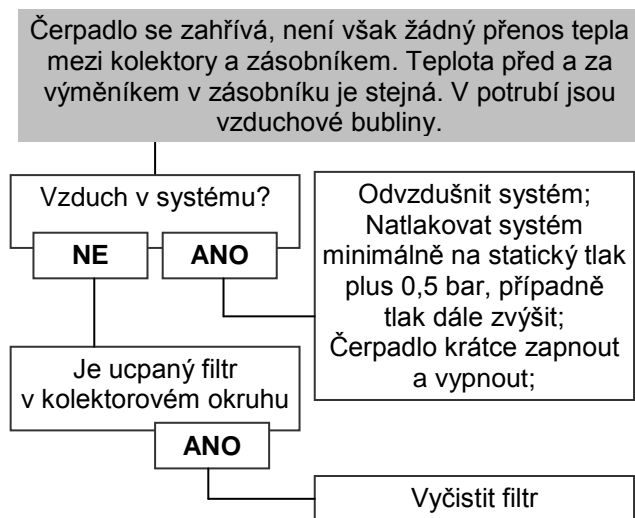 Čerpadlo se zahřívá, není však žádný přenos tepla
mezi kolektory a zásobníkem. Teplota před a za
výměníkem v zásobníku je stejná. V potrubí jsou
vzduchové bubliny.
Vzduch v systému?
NE
ANO
Odvzdušnit systém;
Natlakovat systém
minimálně na statický tlak
plus 0,5 bar, případně
tlak dále zvýšit;
Čerpadlo krátce zapnout
a vypnout;
Je ucpaný filtr
v kolektorovém okruhu
ANO
Vyčistit filtr